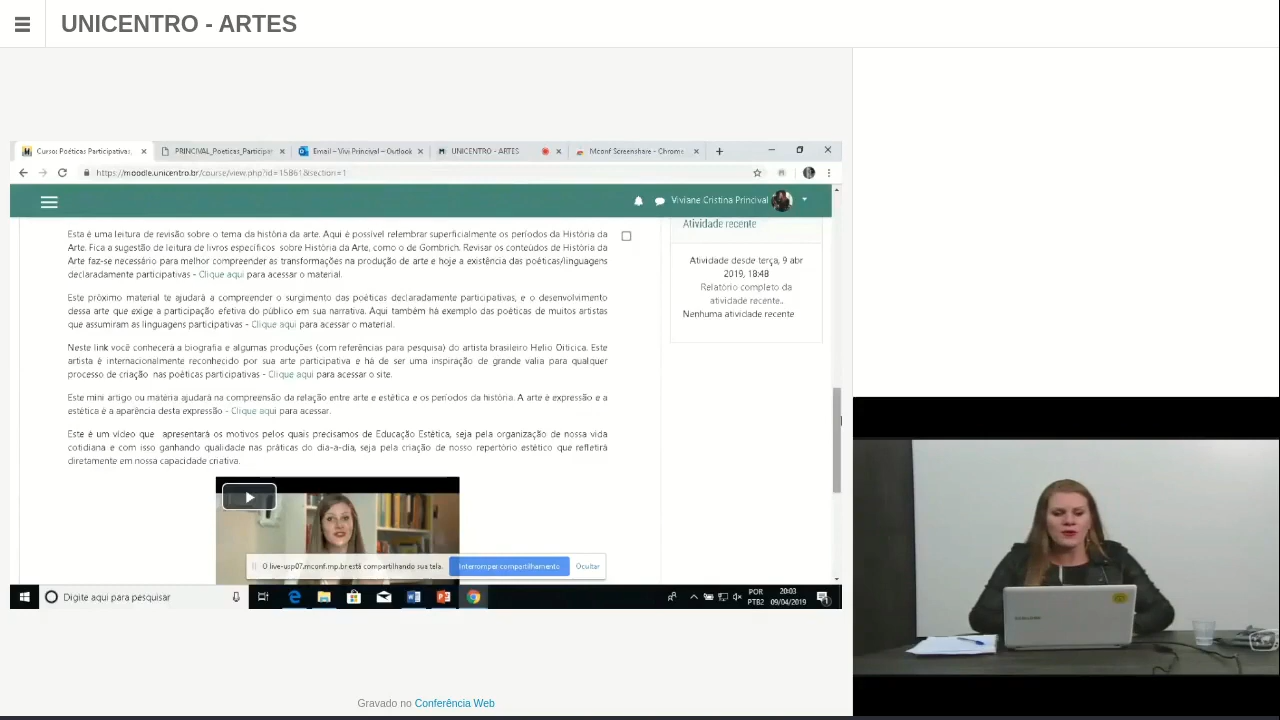 UNICENTRO - ARTES
Curso: Poéticas Participativas,
PRINCIVAL_Poeticas_Participat
Email – Vivi Princival – Outlook
UNICENTRO - ARTES
Mconf Screenshare - Chrome
https://moodle.unicentro.br/course/view.php?id=15861&section=1
Viviane Cristina Princival
Esta é uma leitura de revisão sobre o tema da história da arte. Aqui é possível relembrar superficialmente os períodos da História da
Arte. Fica a sugestão de leitura de livros específicos sobre História da Arte, como o de Gombrich. Revisar os conteúdos de História da
Arte faz-se necessário para melhor compreender as transformações na produção de arte e hoje a existência das poéticas/linguagens
declaradamente participativas - Clique aqui para acessar o material.
Este próximo material te ajudará a compreender o surgimento das poéticas declaradamente participativas, e o desenvolvimento
dessa arte que exige a participação efetiva do público em sua narrativa. Aqui também há exemplo das poéticas de muitos artistas
que assumiram as linguagens participativas - Clique aqui para acessar o material.
Neste link você conhecerá a biografia e algumas produções (com referências para pesquisa) do artista brasileiro Helio Oiticica. Este
artista é internacionalmente reconhecido por sua arte participativa e há de ser uma inspiração de grande valia para qualquer
processo de criação nas poéticas participativas - Clique aqui para acessar o site.
Este mini artigo ou matéria ajudará na compreensão da relação entre arte e estética e os períodos da história. A arte é expressão e a
estética é a aparência desta expressão - Clique aqui para acessar.
Este é um vídeo que apresentará os motivos pelos quais precisamos de Educação Estética, seja pela organização de nossa vida
cotidiana e com isso ganhando qualidade nas práticas do dia-a-dia, seja pela criação de nosso repertório estético que refletirá
diretamente em nossa capacidade criativa.
Atividade recente
Atividade desde terça, 9 abr
2019, 18:48
Relatório completo da
atividade recente..
Nenhuma atividade recente
O live-usp07.mconf.rnp.br está compartilhando sua tela.
Interromper compartilhamento
Ocultar
Digite aqui para pesquisar
POR
PTB2
20:03
09/04/2019
Gravado no Conferência Web